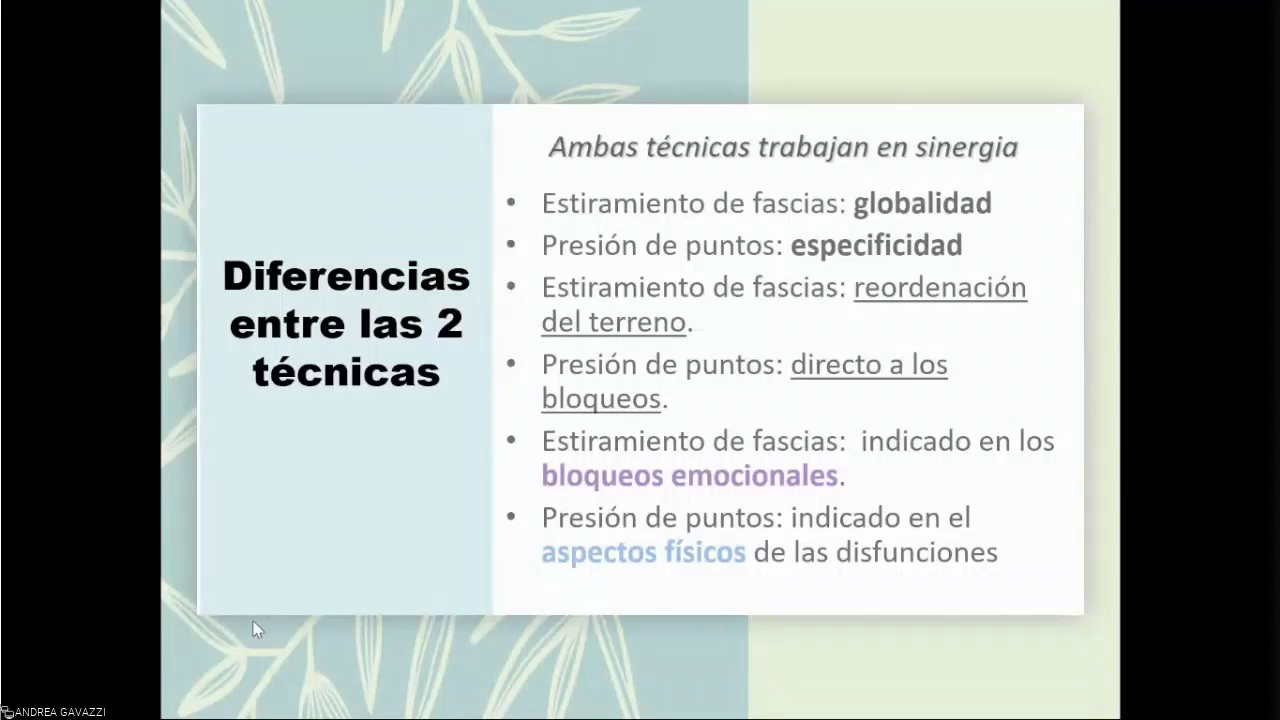 Diferencias
entre las 2
técnicas
Ambas técnicas trabajan en sinergia
• Estiramiento de fascias: globalidad
• Presión de puntos: especificidad
• Estiramiento de fascias: reordenación
del terreno.
• Presión de puntos: directo a los
bloqueos.
• Estiramiento de fascias:  indicado en los
bloqueos emocionales.
• Presión de puntos: indicado en el
aspectos físicos de las disfunciones
ANDREA GAVAZZI